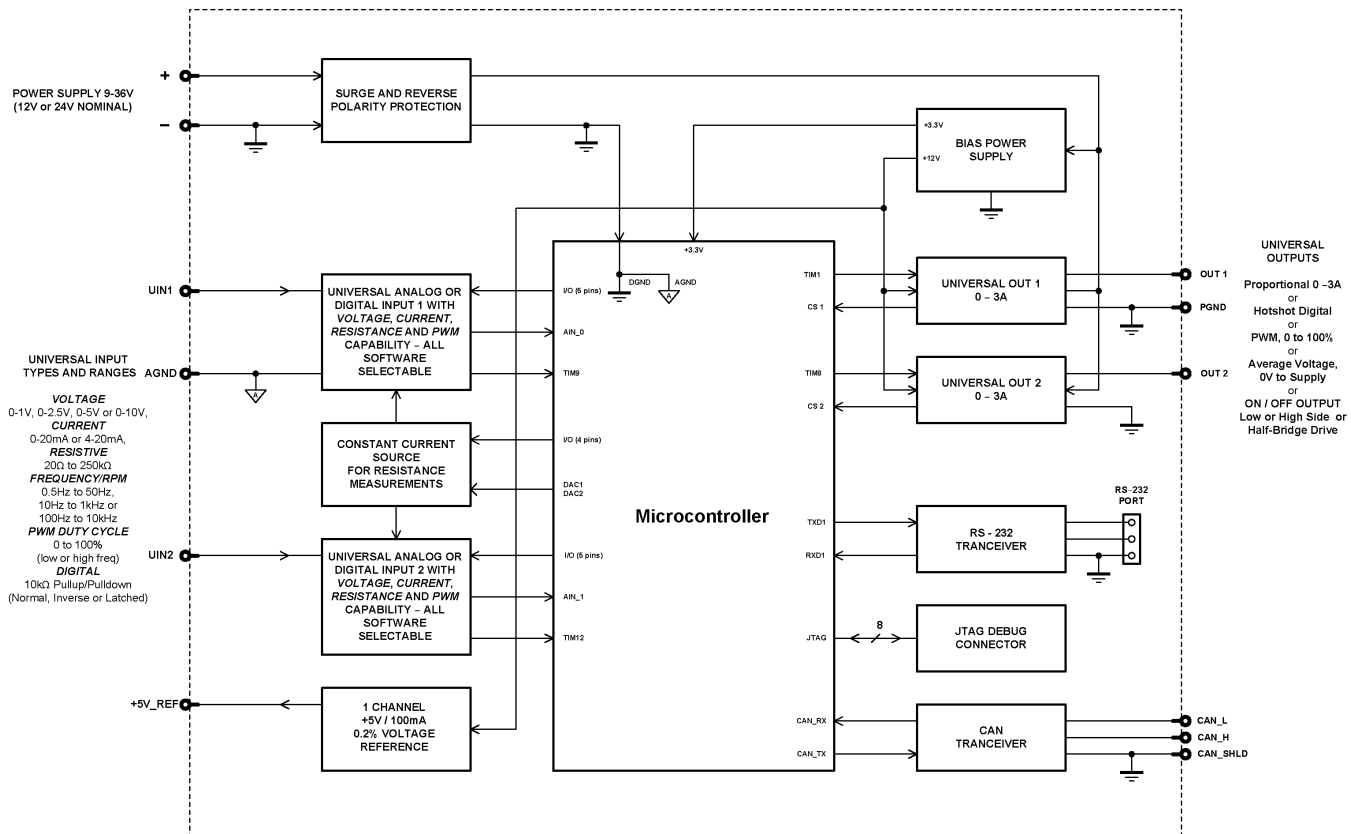 +
POWER SUPPLY 9-36V
(12V or 24V NOMINAL)
–
SURGE AND REVERSE
POLARITY PROTECTION
+3.3V
+12V
BIAS POWER
SUPPLY
UIN1
UNIVERSAL INPUT
TYPES AND RANGES
AGND
VOLTAGE
0-1V, 0-2.5V, 0-5V or 0-10V,
CURRENT
0-20mA or 4-20mA,
RESISTIVE
20Ω to 250kΩ
FREQUENCY/RPM
0.5Hz to 50Hz,
10Hz to 1kHz or
100Hz to 10kHz
PWM DUTY CYCLE
0 to 100%
(low or high freq)
DIGITAL
10kΩ Pullup/Pulldown
(Normal, Inverse or Latched)
UIN2
+5V_REF
UNIVERSAL ANALOG OR
DIGITAL INPUT 1 WITH
VOLTAGE, CURRENT,
RESISTANCE AND PWM
CAPABILITY – ALL
SOFTWARE
SELECTABLE
A
CONSTANT CURRENT
SOURCE
FOR RESISTANCE
MEASUREMENTS
UNIVERSAL ANALOG OR
DIGITAL INPUT 2 WITH
VOLTAGE, CURRENT,
RESISTANCE AND PWM
CAPABILITY – ALL
SOFTWARE
SELECTABLE
1 CHANNEL
+5V / 100mA
0.2% VOLTAGE
REFERENCE
+3.3V
DGND
AGND
A
I/O (5 pins)
AIN_0
TIM9
I/O (4 pins)
DAC1
DAC2
I/O (5 pins)
AIN_1
TIM12
Microcontroller
TIM1
CS 1
TIM8
CS 2
TXD1
RXD1
JTAG
CAN_RX
CAN_TX
8
UNIVERSAL OUT 1
0 – 3A
UNIVERSAL OUT 2
0 – 3A
RS - 232
TRANCEIVER
RS-232
PORT
JTAG DEBUG
CONNECTOR
CAN
TRANCEIVER
OUT 1
PGND
OUT 2
CAN_L
CAN_H
CAN_SHLD
UNIVERSAL
OUTPUTS
Proportional 0 –3A
or
Hotshot Digital
or
PWM, 0 to 100%
or
Average Voltage,
0V to Supply
or
ON / OFF OUTPUT
Low or High Side or
Half-Bridge Drive